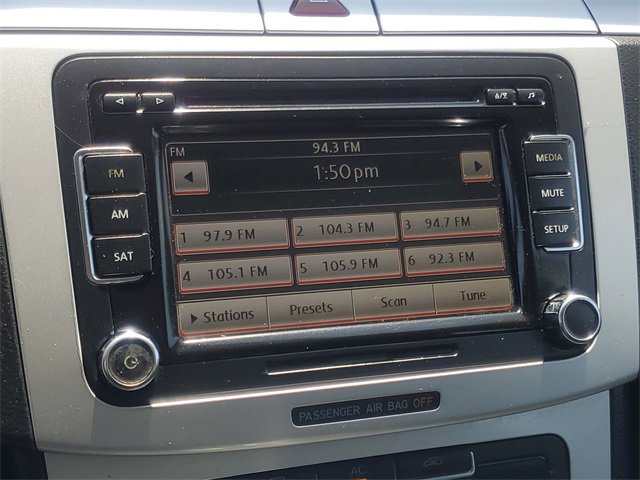 FM 94.3 FM
1:50pm
FM
AM
SAT
MEDIA
MUTE
SETUP
1 97.9 FM 2 104.3 FM 3 94.7 FM
4 105.1 FM 5 105.9 FM 6 92.3 FM
Stations Presets Scan Tune
PASSENGER AIR BAG OFF
AC